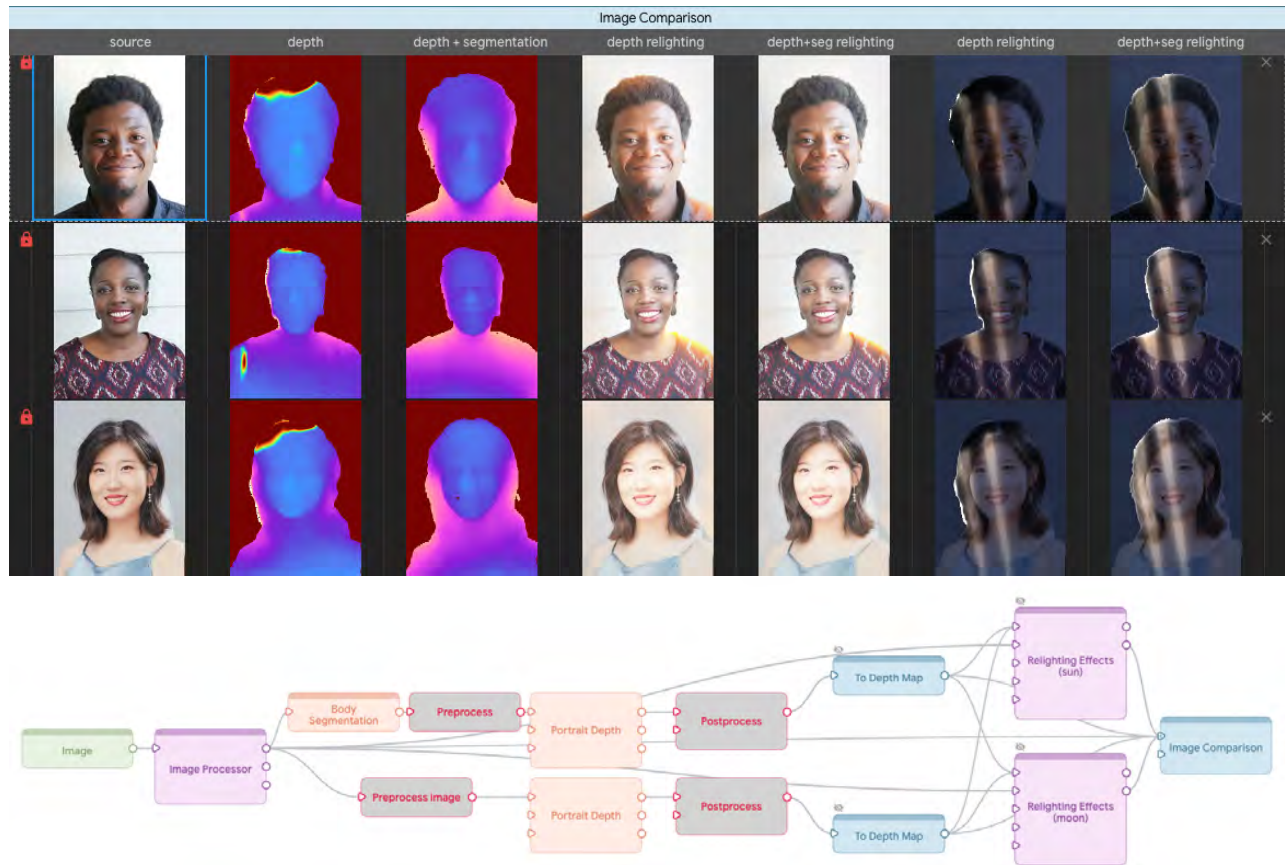 Image Comparison
source depth depth + segmentation depth relighting depth+seg relighting depth relighting depth+seg relighting
Image
Image Processor
Body
Segmentation
Preprocess
Portrait Depth
Postprocess
To Depth Map
Relighting Effects
(sun)
Image Comparison
Preprocess image
Portrait Depth
Postprocess
To Depth Map
Relighting Effects
(moon)